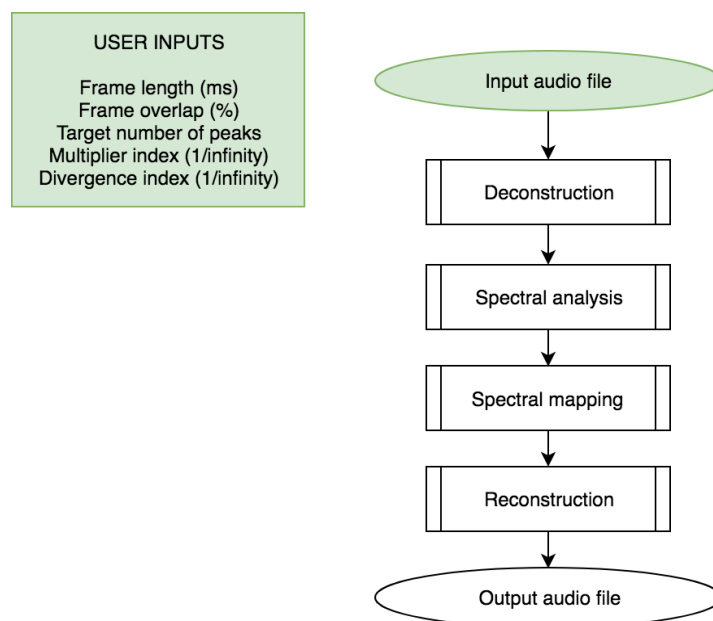 USER INPUTS
Frame length (ms)
Frame overlap (%)
Target number of peaks
Multiplier index (1/infinity)
Divergence index (1/infinity)
Input audio file
Deconstruction
Spectral analysis
Spectral mapping
Reconstruction
Output audio file